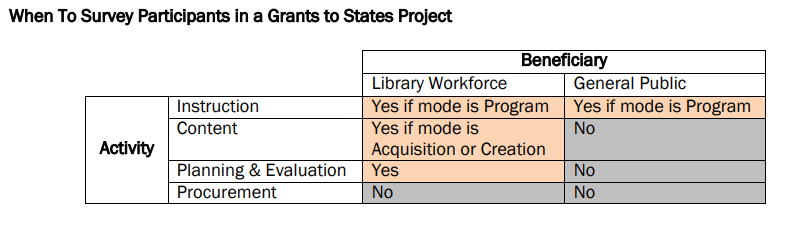 When To Survey Participants in a Grants to States Project
Beneficiary
Library Workforce General Public
Activity
Instruction Yes if mode is Program Yes if mode is Program
Content Yes if mode is No
Acquisition or Creation
Planning & Evaluation Yes No
Procurement No No